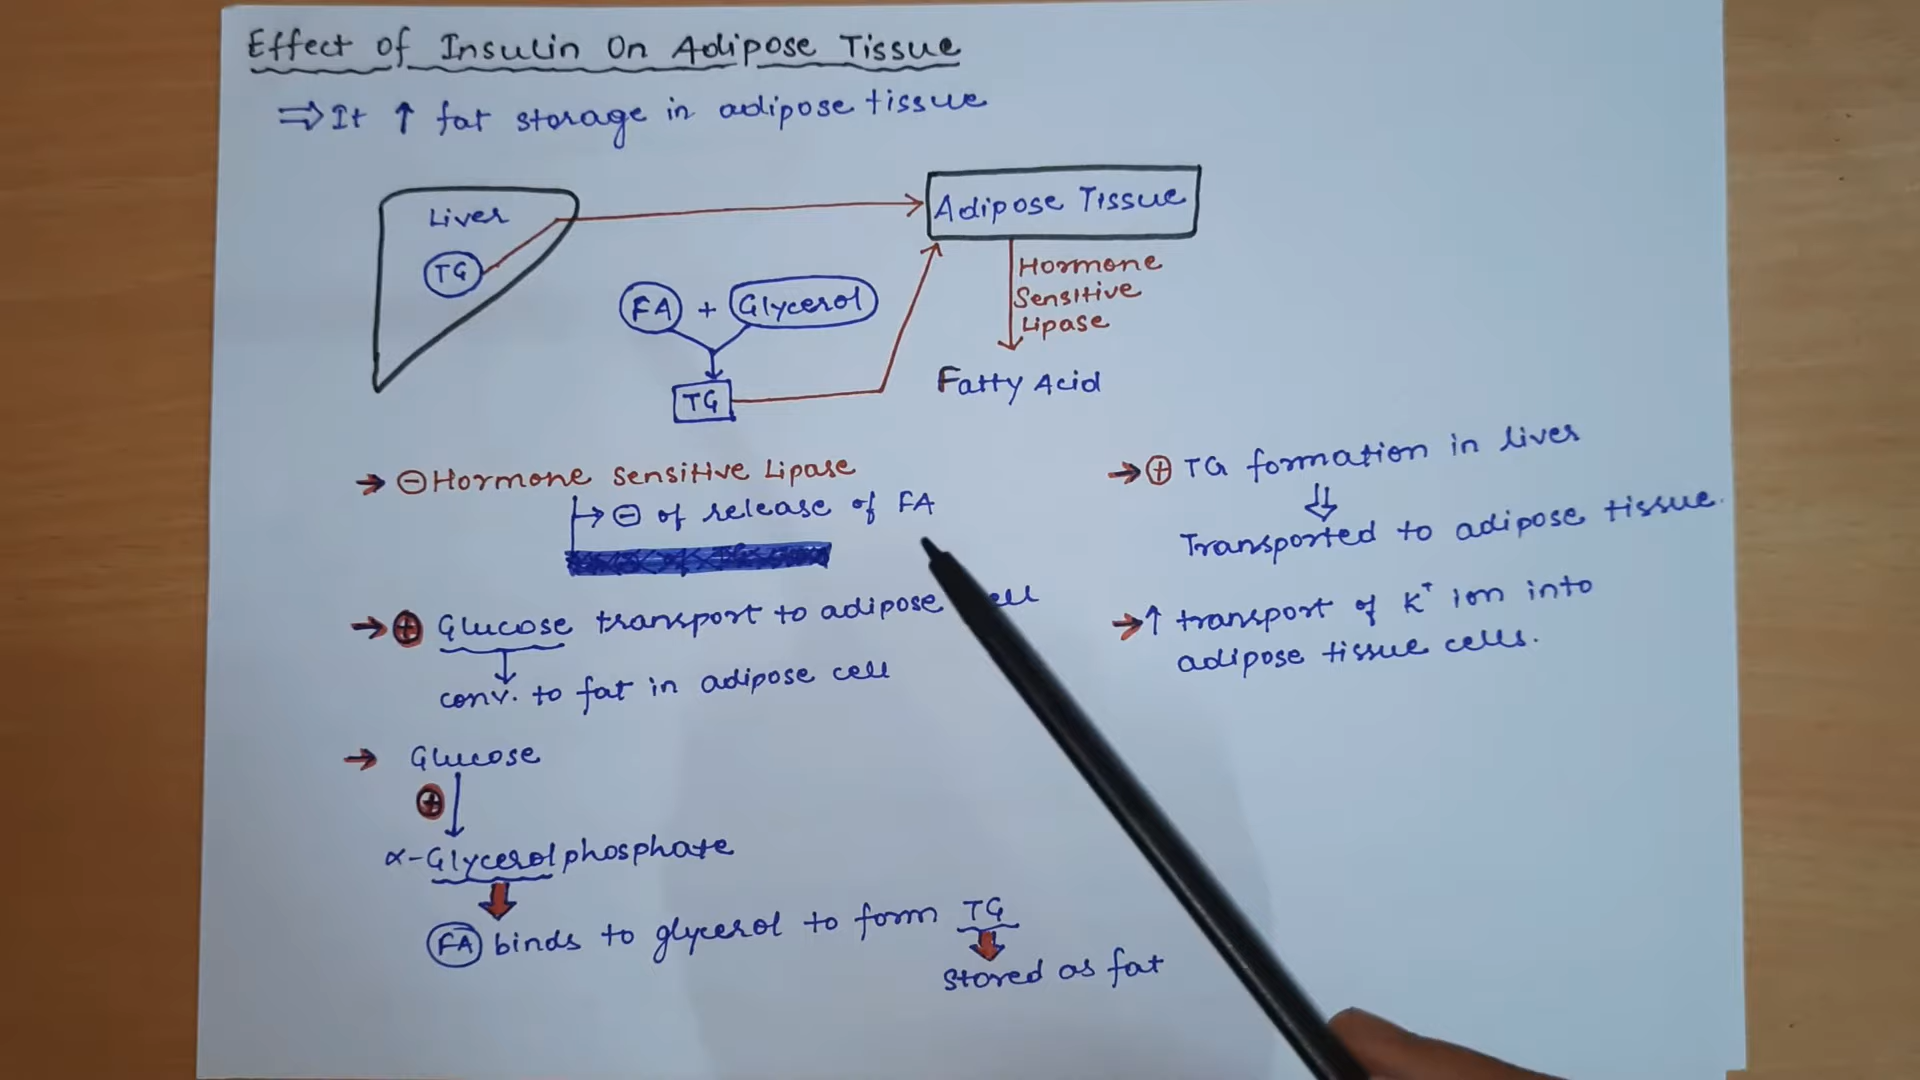 Effect of Insulin On Adipose Tissue
⇒ It ↑ fat storage in adipose tissue
Liver
TG
Adipose Tissue
Hormone
Sensitive
Lipase
FA + Glycerol
TG
Fatty Acid
→ ⊖ Hormone Sensitive Lipase
→ ⊖ of release of FA
→ ⊕ Glucose transport to adipose
conv. to fat in adipose cell
→ Glucose
⊕
α-Glycerol phosphate
FA binds to glycerol to form TG
Stored as fat
→ ⊕ TG formation in liver
Transported to adipose tissue.
→ ↑ transport of K⁺ ion into
adipose tissue cells.